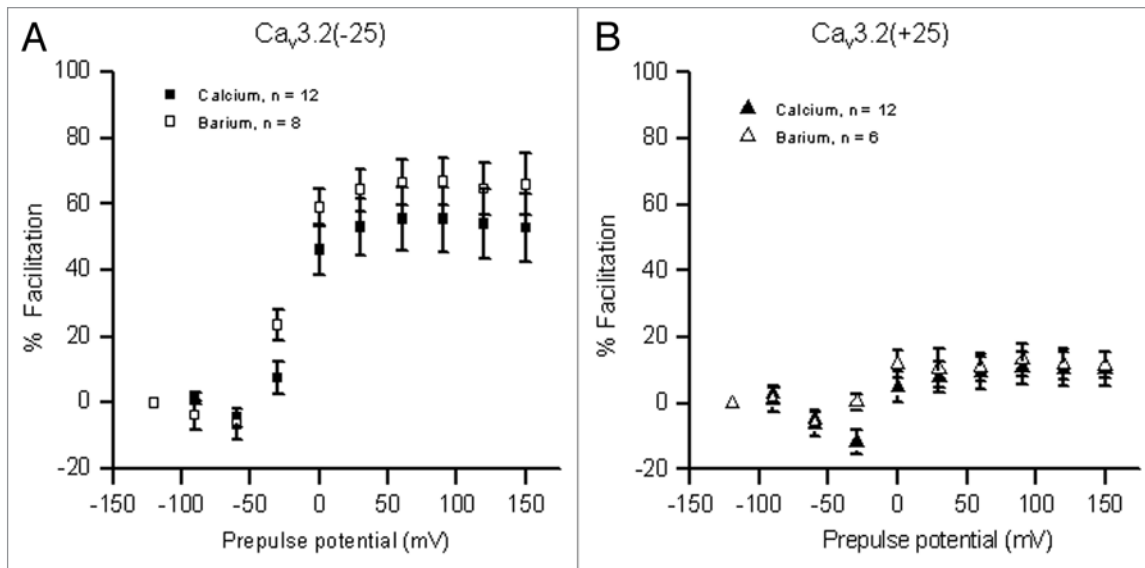 A
Ca_v3.2(-25)
100
80
60
40
20
0
-20
Calcium, n = 12
Barium, n = 8
% Facilitation
-150 -100 -50 0 50 100 150
Prepulse potential (mV)
B
Ca_v3.2(+25)
100
80
60
40
20
0
-20
Calcium, n = 12
Barium, n = 6
% Facilitation
-150 -100 -50 0 50 100 150
Prepulse potential (mV)